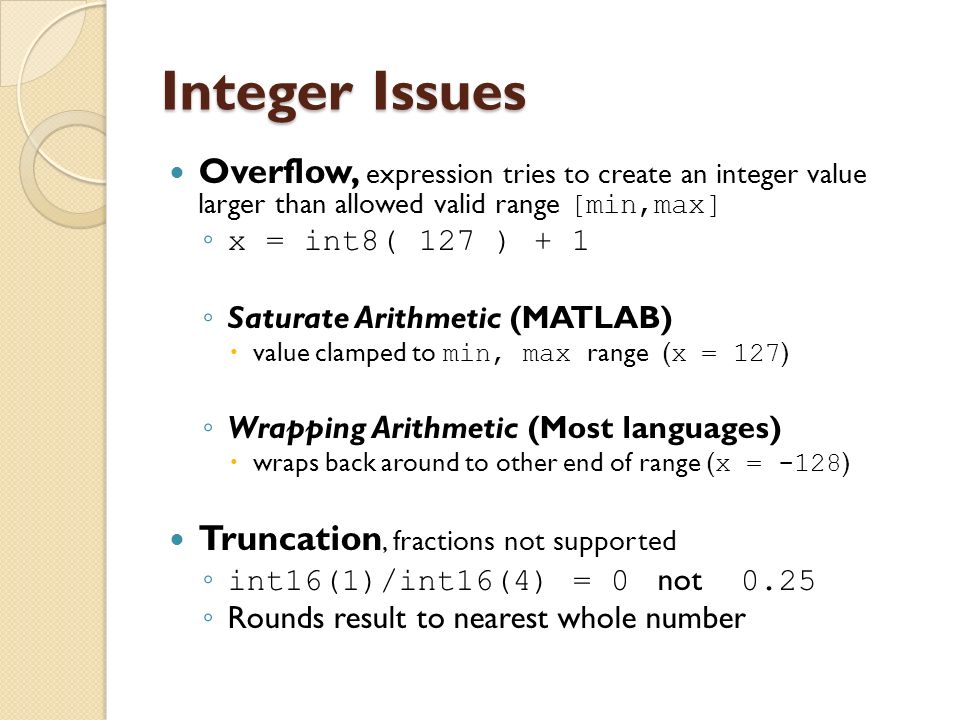 Integer Issues
• Overflow, expression tries to create an integer value
larger than allowed valid range [min,max]
◦ x = int8( 127 ) + 1
◦ Saturate Arithmetic (MATLAB)
• value clamped to min, max range (x = 127)
◦ Wrapping Arithmetic (Most languages)
• wraps back around to other end of range (x = -128)
• Truncation, fractions not supported
◦ int16(1)/int16(4) = 0 not 0.25
◦ Rounds result to nearest whole number